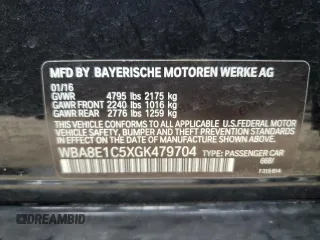 MFD BY BAYERISCHE MOTOREN WERKE AG
01/16
GVWR 4795 lbs 2175 kg
GAWR FRONT 2240 lbs 1016 kg
GAWR REAR 2776 lbs 1259 kg
THIS VEHICLE CONFORMS TO ALL APPLICABLE U.S.FEDERAL MOTOR
VEHICLE SAFETY, BUMPER, AND THEFT PREVENTION STANDARDS
IN EFFECT ON THE DATE OF MANUFACTURE SHOWN ABOVE.
WBA8E1C5XGK479704 TYPE: PASSENGER CAR
DREAMBID